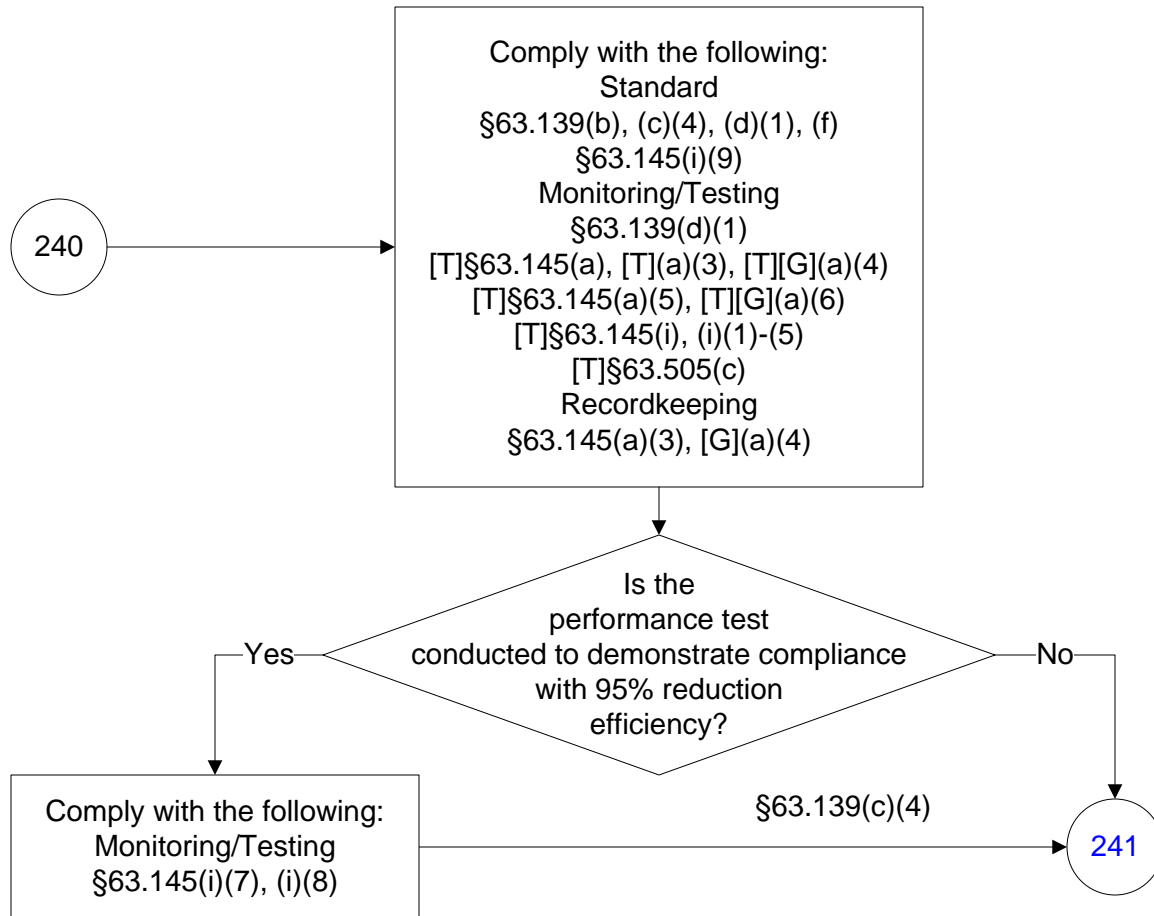 Comply with the following:
Standard
§63.139(b), (c)(4), (d)(1), (f)
§63.145(i)(9)
Monitoring/Testing
§63.139(d)(1)
[T]§63.145(a), [T](a)(3), [T][G](a)(4)
[T]§63.145(a)(5), [T][G](a)(6)
[T]§63.145(i), (i)(1)-(5)
[T]§63.505(c)
Recordkeeping
§63.145(a)(3), [G](a)(4)
240
Is the
performance test
conducted to demonstrate compliance
with 95% reduction
efficiency?
Yes
No
Comply with the following:
Monitoring/Testing
§63.145(i)(7), (i)(8)
§63.139(c)(4)
241